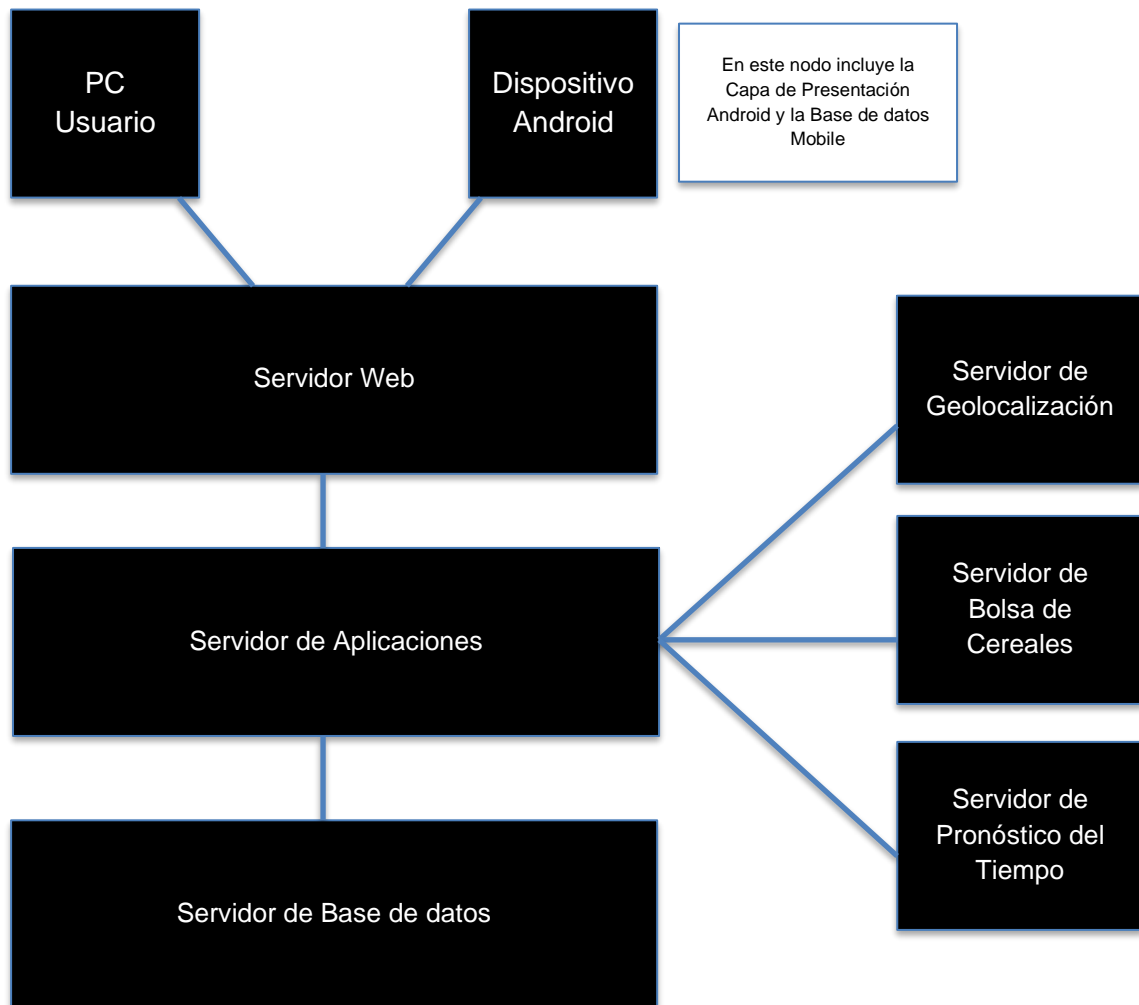 PC
Usuario
Dispositivo
Android
En este nodo incluye la
Capa de Presentación
Android y la Base de datos
Mobile
Servidor Web
Servidor de
Geolocalización
Servidor de Aplicaciones
Servidor de
Bolsa de
Cereales
Servidor de
Pronóstico del
Tiempo
Servidor de Base de datos